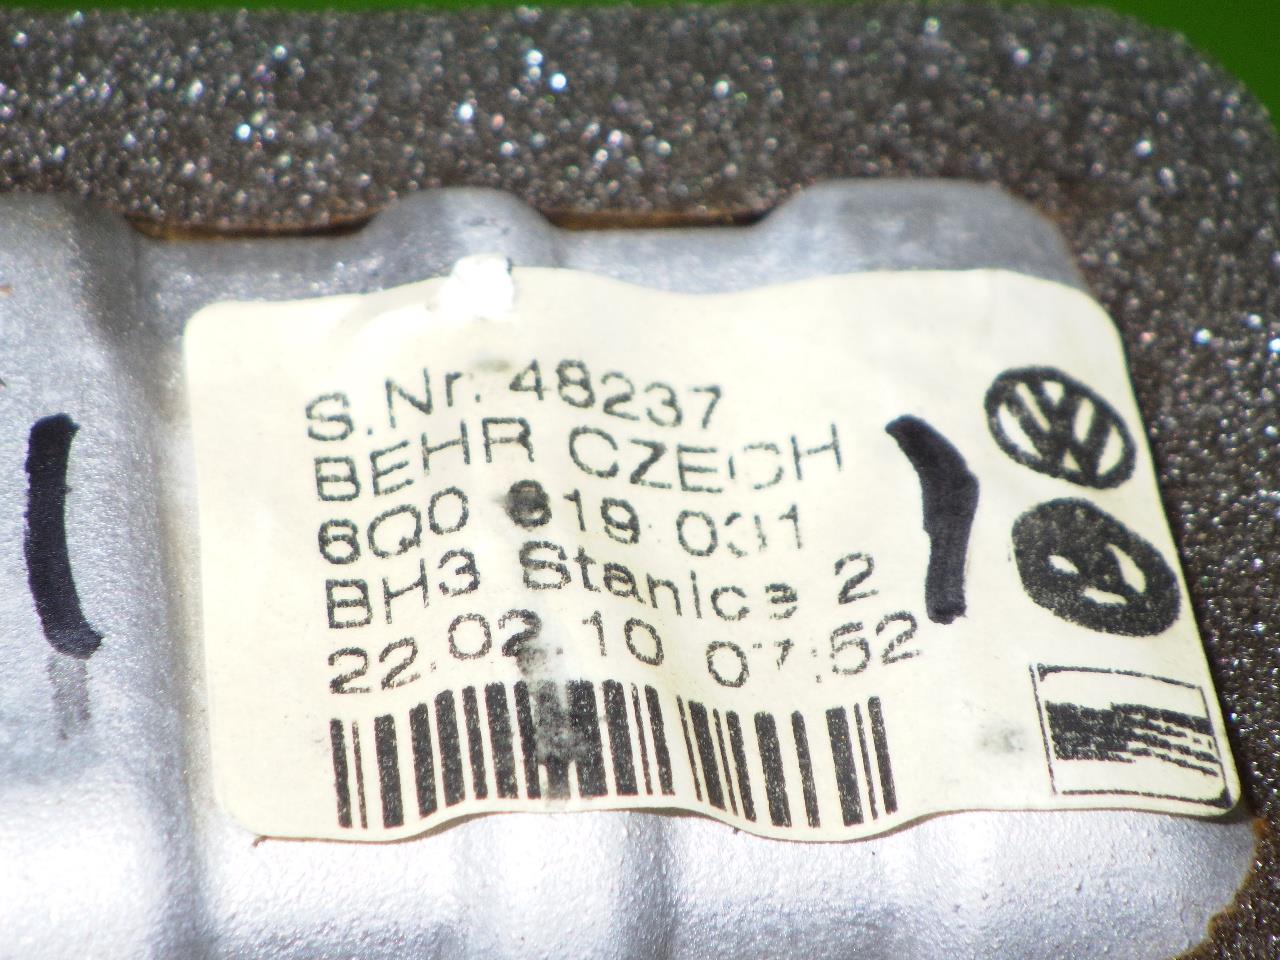 S.Nr. 48237
BEHR CZECH
6Q0 819 031
BH3 Stanice 2
22.02.10 07:52